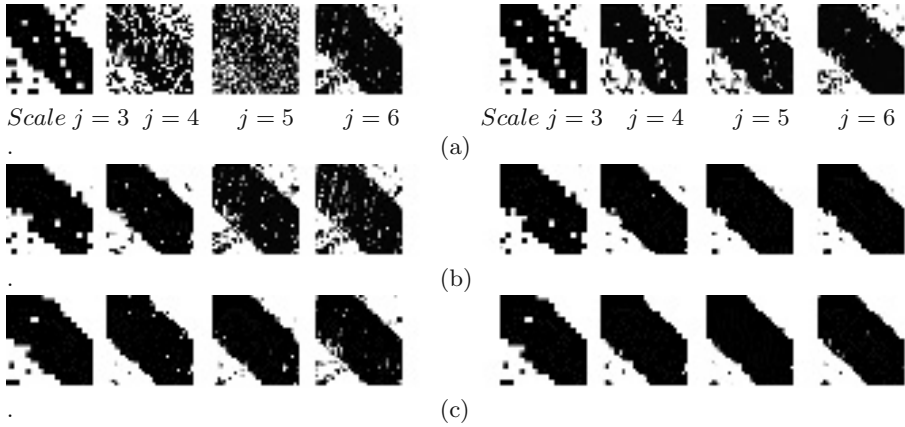 Scale j = 3 j = 4 j = 5 j = 6 Scale j = 3 j = 4 j = 5 j = 6
. (a)
. (b)
. (c)